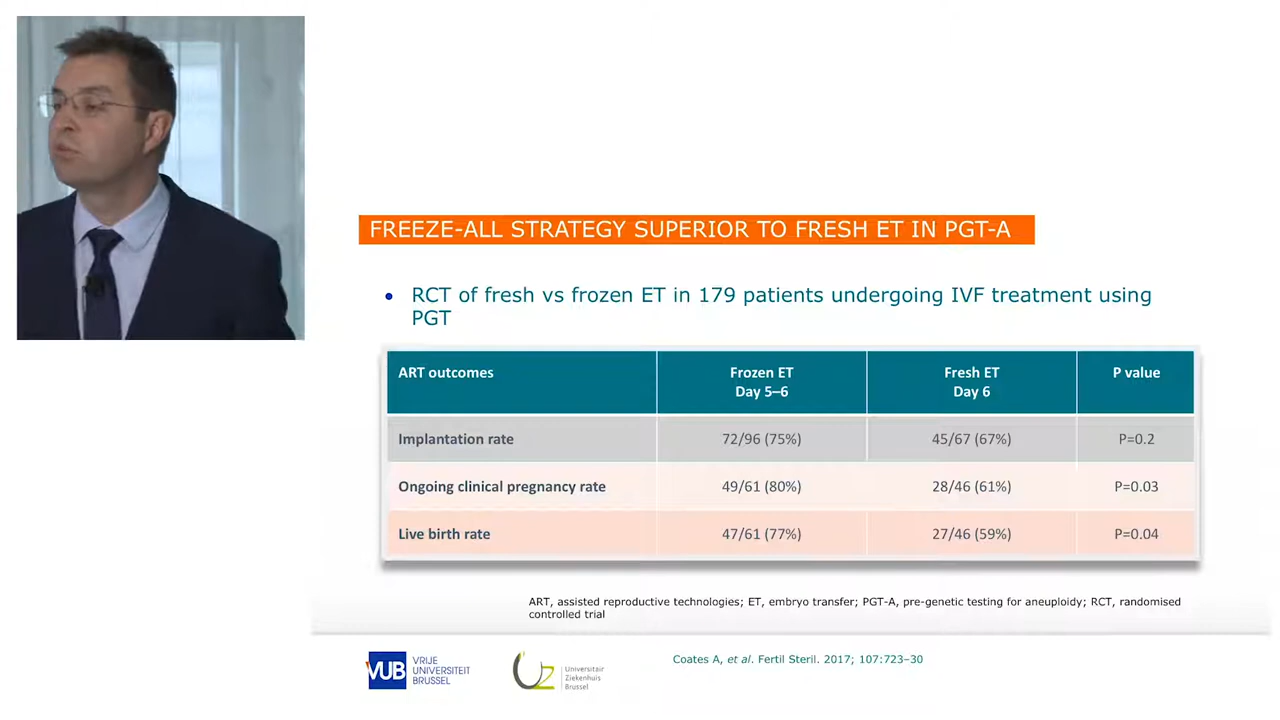 FREEZE-ALL STRATEGY SUPERIOR TO FRESH ET IN PGT-A
• RCT of fresh vs frozen ET in 179 patients undergoing IVF treatment using
PGT
ART outcomes Frozen ET Fresh ET P value
Day 5–6 Day 6
Implantation rate 72/96 (75%) 45/67 (67%) P=0.2
Ongoing clinical pregnancy rate 49/61 (80%) 28/46 (61%) P=0.03
Live birth rate 47/61 (77%) 27/46 (59%) P=0.04
ART, assisted reproductive technologies; ET, embryo transfer; PGT-A, pre-genetic testing for aneuploidy; RCT, randomised
controlled trial
VUB
VRIJE
UNIVERSITEIT
BRUSSEL
UZ
Universitair
Ziekenhuis
Brussel
Coates A, et al. Fertil Steril. 2017; 107:723–30